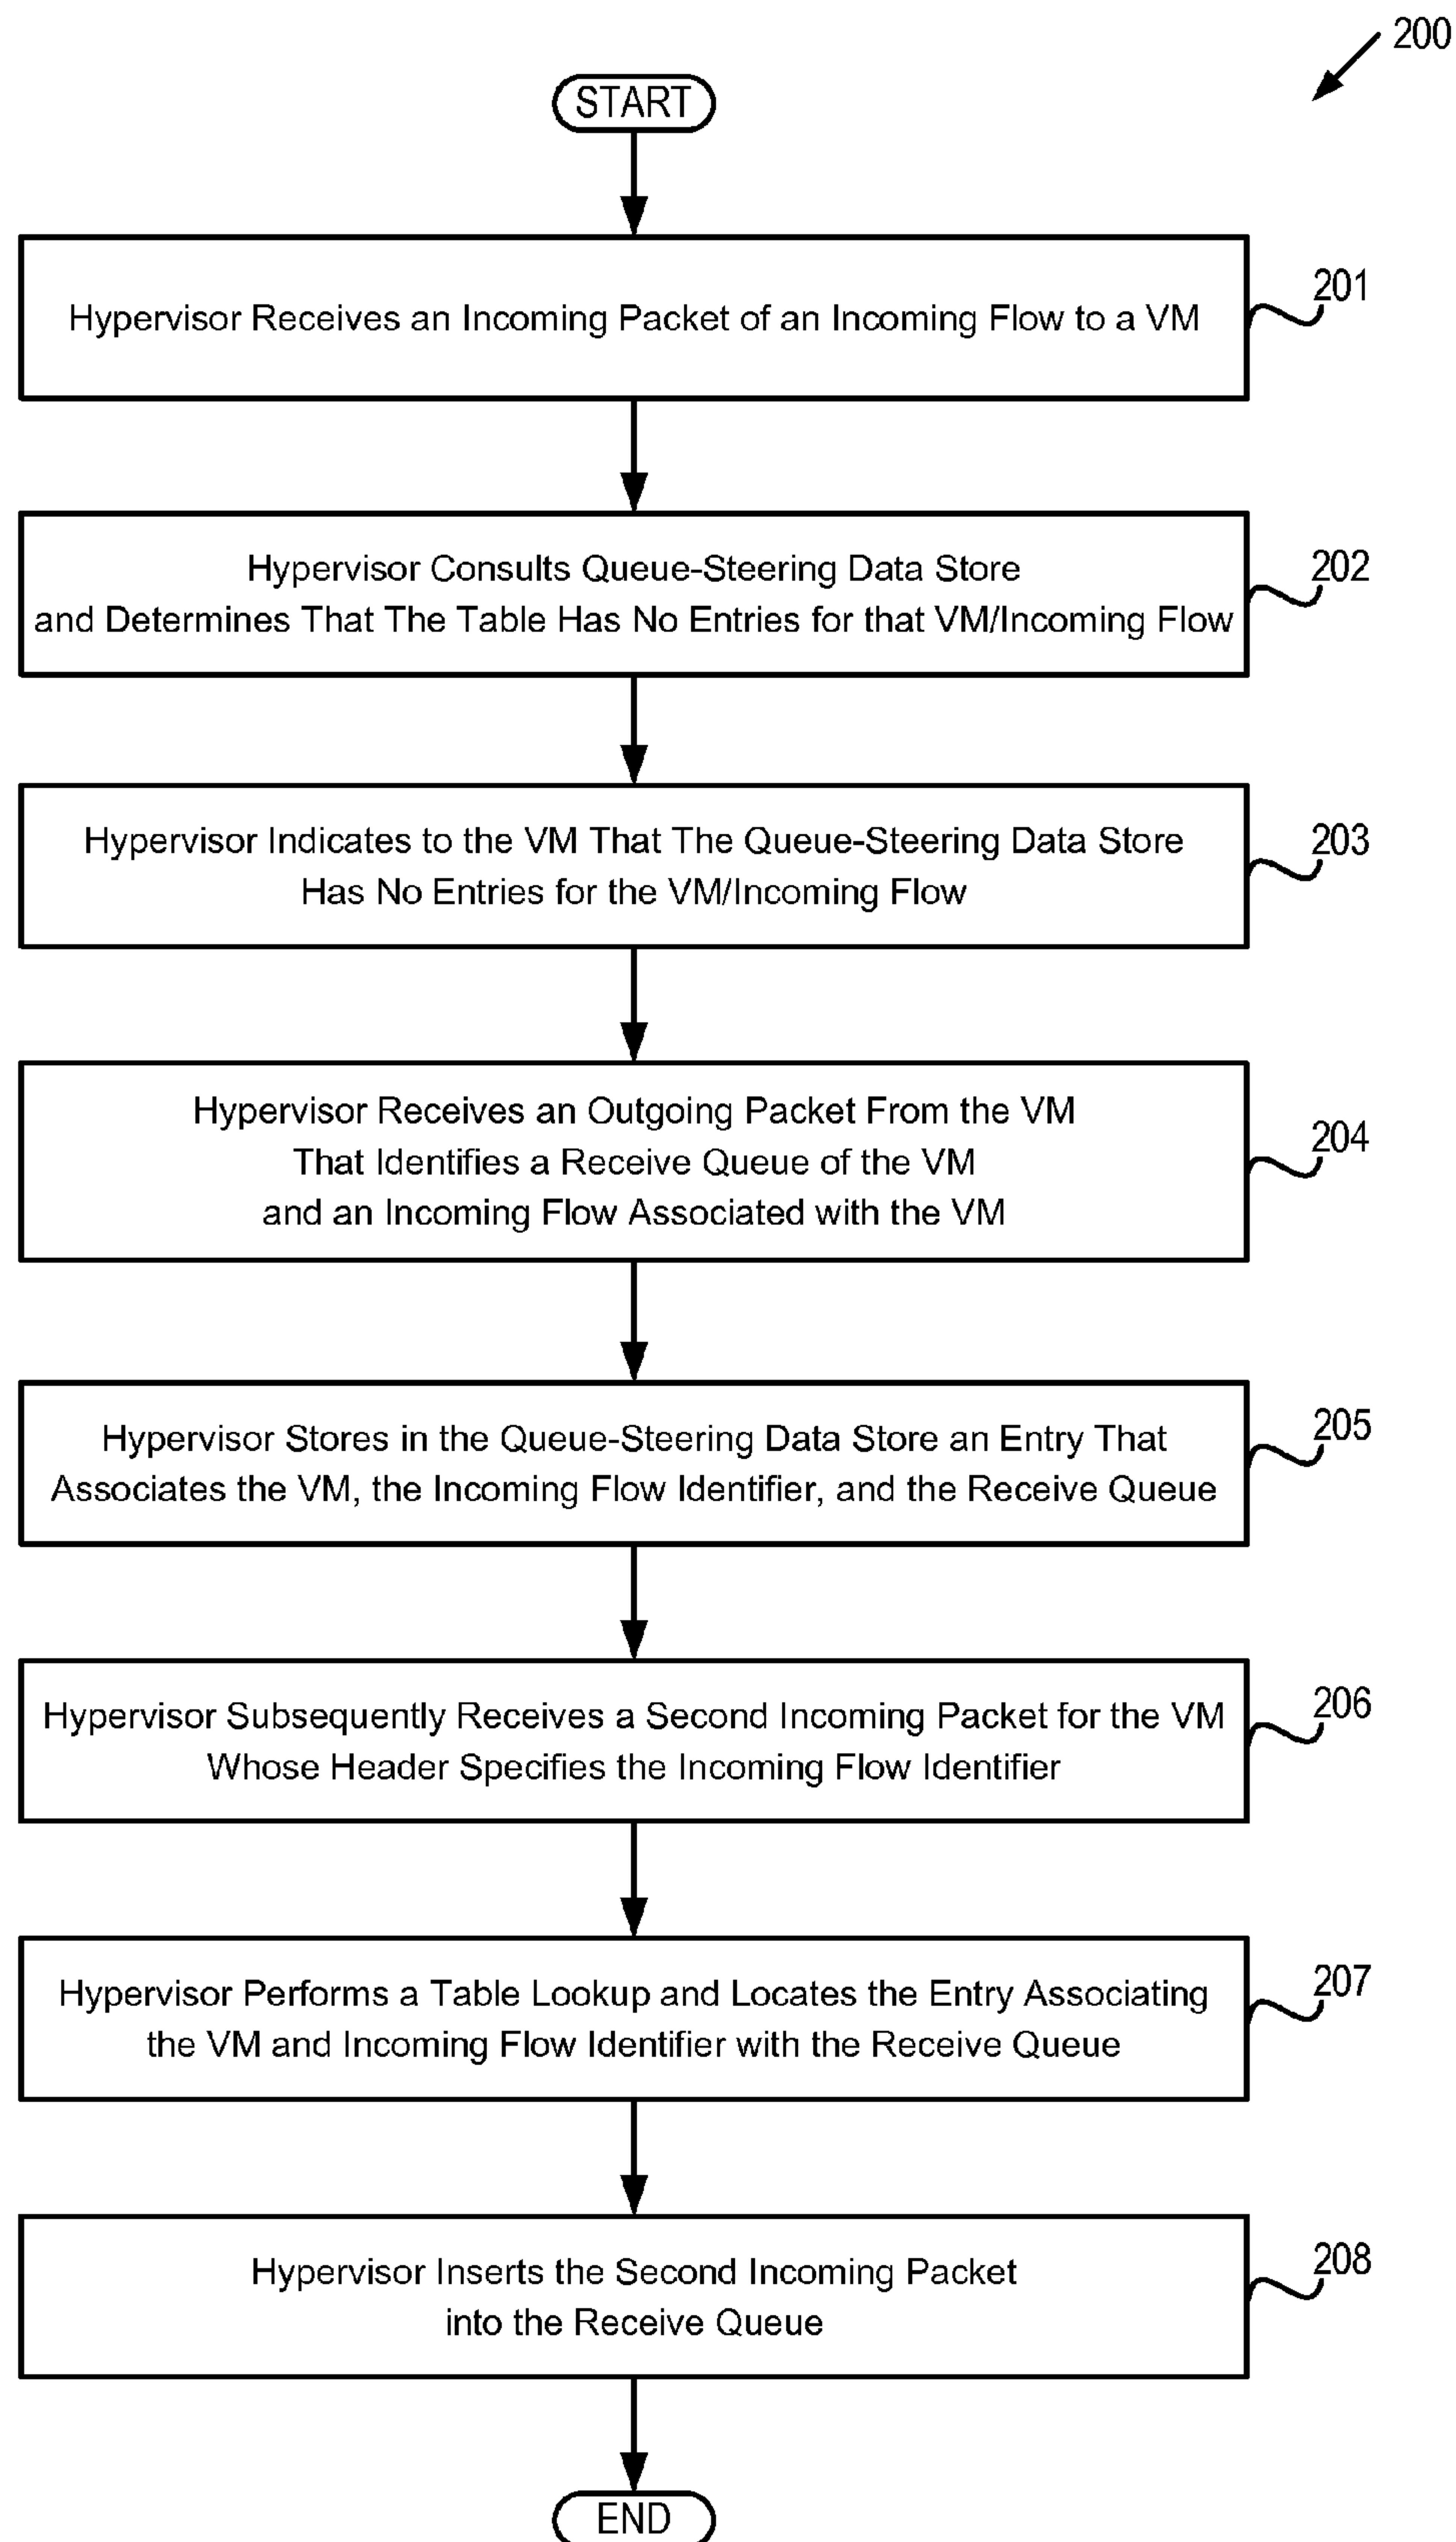 200
START
Hypervisor Receives an Incoming Packet of an Incoming Flow to a VM
201
Hypervisor Consults Queue-Steering Data Store
and Determines That The Table Has No Entries for that VM/Incoming Flow
202
Hypervisor Indicates to the VM That The Queue-Steering Data Store
Has No Entries for the VM/Incoming Flow
203
Hypervisor Receives an Outgoing Packet From the VM
That Identifies a Receive Queue of the VM
and an Incoming Flow Associated with the VM
204
Hypervisor Stores in the Queue-Steering Data Store an Entry That
Associates the VM, the Incoming Flow Identifier, and the Receive Queue
205
Hypervisor Subsequently Receives a Second Incoming Packet for the VM
Whose Header Specifies the Incoming Flow Identifier
206
Hypervisor Performs a Table Lookup and Locates the Entry Associating
the VM and Incoming Flow Identifier with the Receive Queue
207
Hypervisor Inserts the Second Incoming Packet
into the Receive Queue
208
END